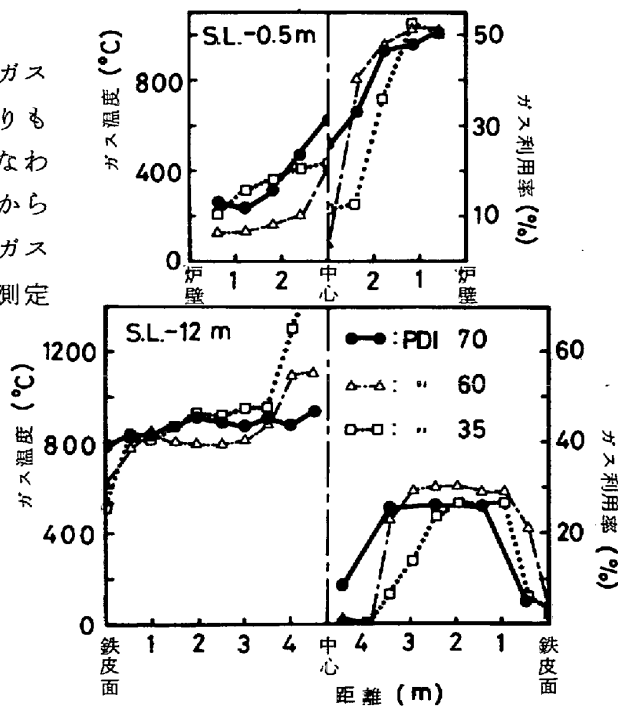 ガス
りも
なわ
から
ガス
測定
S.L.-0.5m
ガス温度 (°C)
800
400
0
50
30
10
ガス利用率 (%)
炉壁 1 2 中心 2 1 炉壁
S.L.-12 m
ガス温度 (°C)
1200
800
400
0
: PDI 70
: 〃 60
: 〃 35
60
40
20
0
ガス利用率 (%)
鉄皮面 1 2 3 4 中心 4 3 2 1 鉄皮面
距離 (m)